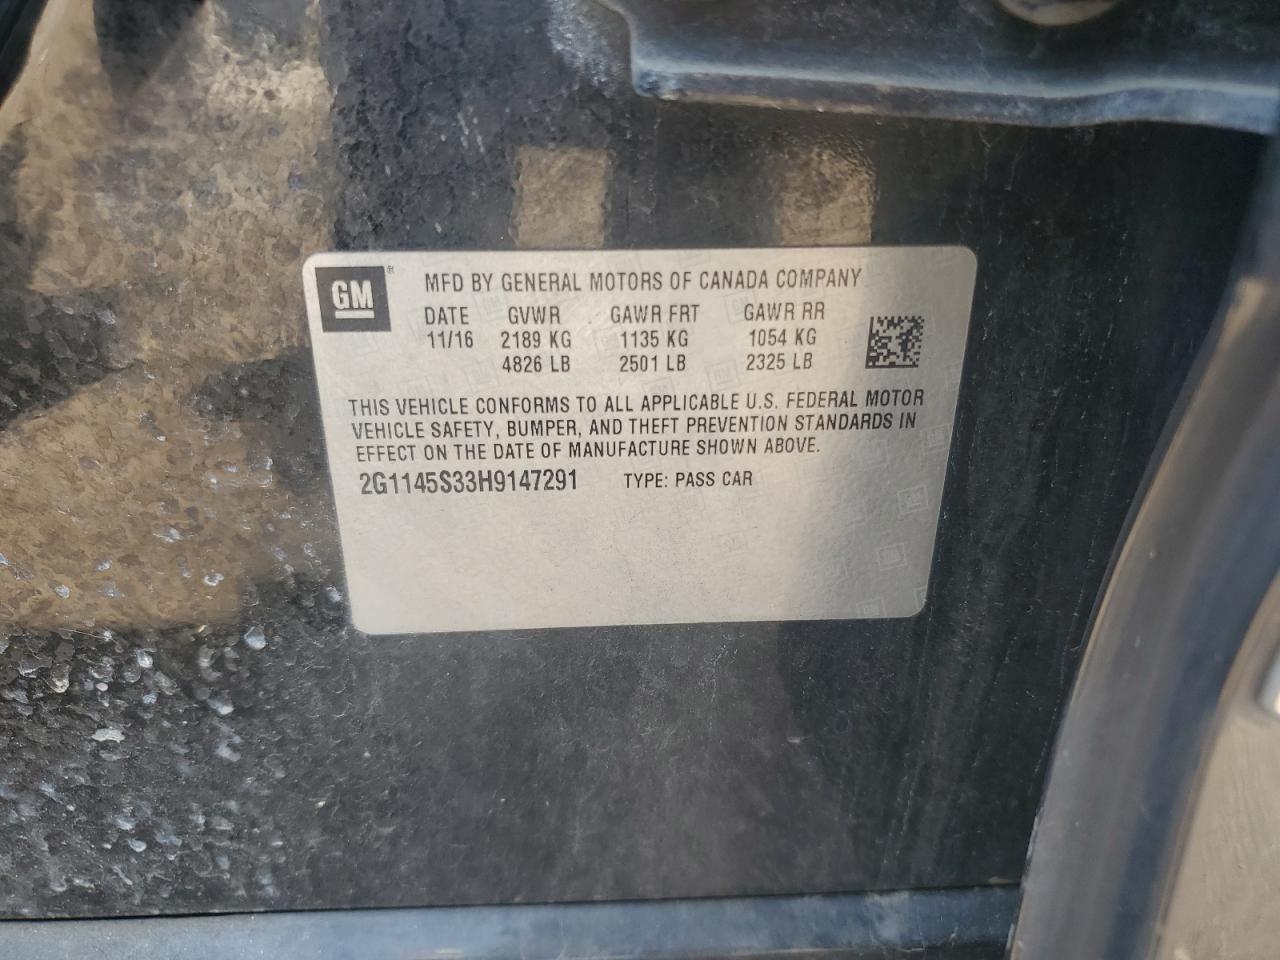 GM
MFD BY GENERAL MOTORS OF CANADA COMPANY
DATE GVWR GAWR FRT GAWR RR
11/16 2189 KG 1135 KG 1054 KG
4826 LB 2501 LB 2325 LB
THIS VEHICLE CONFORMS TO ALL APPLICABLE U.S. FEDERAL MOTOR
VEHICLE SAFETY, BUMPER, AND THEFT PREVENTION STANDARDS IN
EFFECT ON THE DATE OF MANUFACTURE SHOWN ABOVE.
2G1145S33H9147291 TYPE: PASS CAR